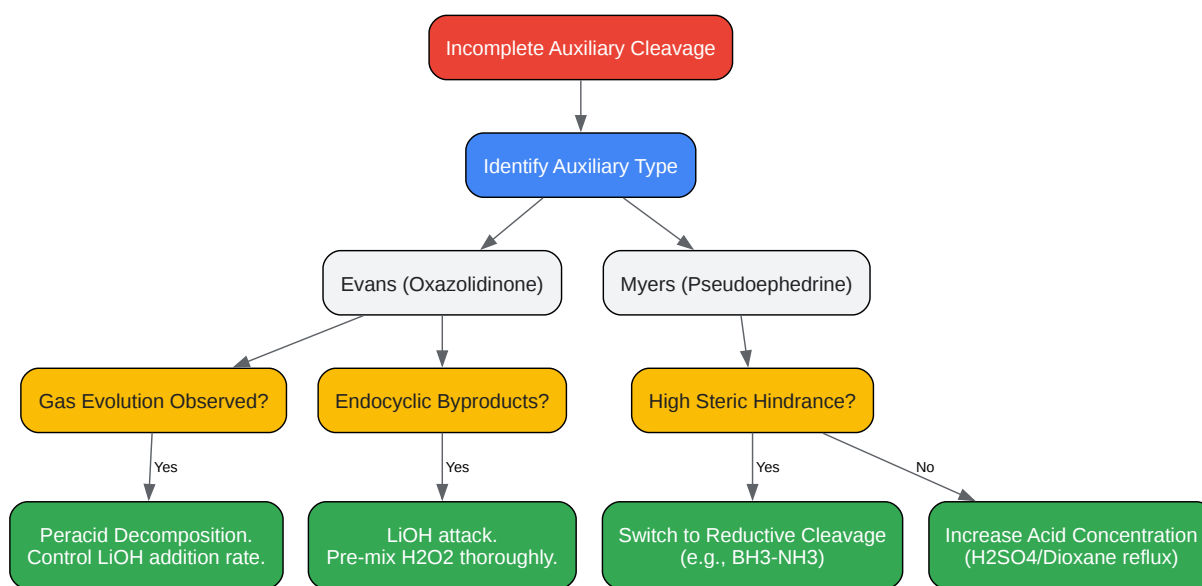 Incomplete Auxiliary Cleavage
Identify Auxiliary Type
Evans (Oxazolidinone)
Myers (Pseudoephedrine)
Gas Evolution Observed?
Endocyclic Byproducts?
High Steric Hindrance?
Yes
Yes
Yes
No
Peracid Decomposition.
Control LiOH addition rate.
LiOH attack.
Pre-mix H2O2 thoroughly.
Switch to Reductive Cleavage
(e.g., BH3-NH3)
Increase Acid Concentration
(H2SO4/Dioxane reflux)